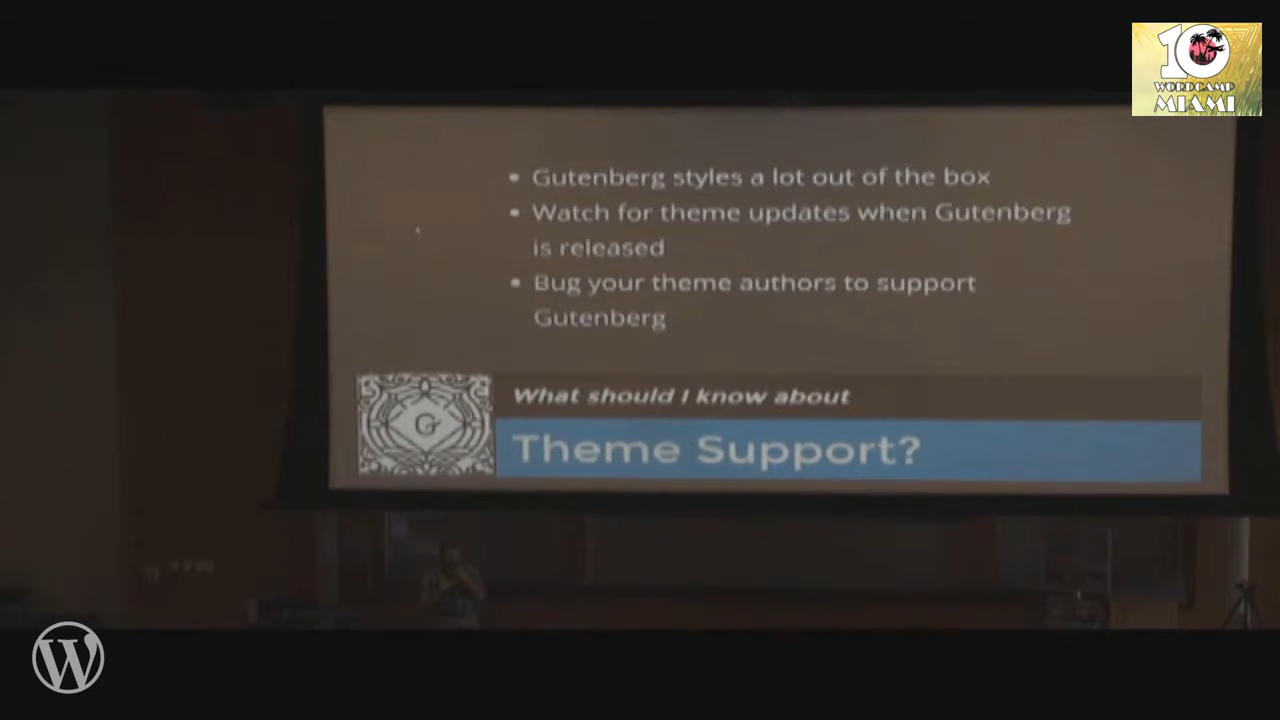 10
WORDCAMP
MIAMI
• Gutenberg styles a lot out of the box
• Watch for theme updates when Gutenberg
is released
• Bug your theme authors to support
Gutenberg
G
What should I know about
Theme Support?
W